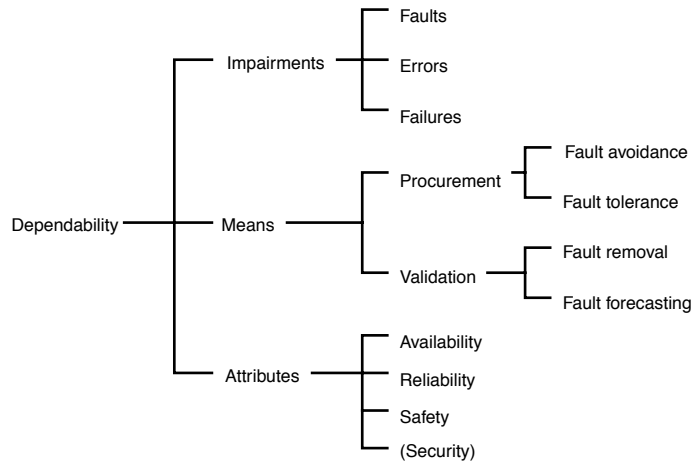 Faults
Impairments
Errors
Failures
Fault avoidance
Procurement
Fault tolerance
Dependability
Means
Fault removal
Validation
Fault forecasting
Availability
Attributes
Reliability
Safety
(Security)